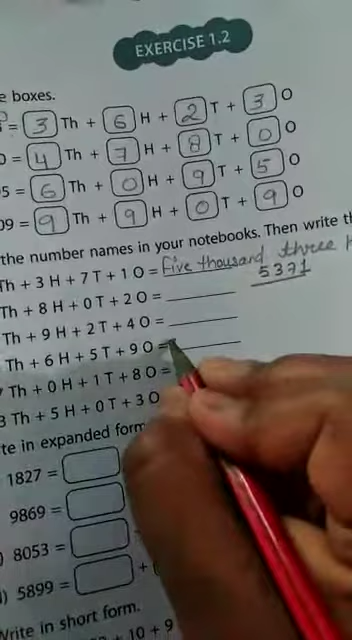 EXERCISE 1.2
e boxes.
= 3 Th + 6 H + 2 T + 3 O
0 = 4 Th + 7 H + 8 T + 0 O
5 = 6 Th + 0 H + 9 T + 5 O
09 = 9 Th + 9 H + 0 T + 9 O
the number names in your notebooks. Then write th
Th + 3 H + 7 T + 1 O = five thousand three h
5371
Th + 8 H + 0 T + 2 O =
Th + 9 H + 2 T + 4 O =
Th + 6 H + 5 T + 9 O =
Th + 0 H + 1 T + 8 O =
3 Th + 5 H + 0 T + 3 O
te in expanded form
1827 =
9869 =
) 8053 =
) 5899 = +
Write in short form.
+ 10 + 9